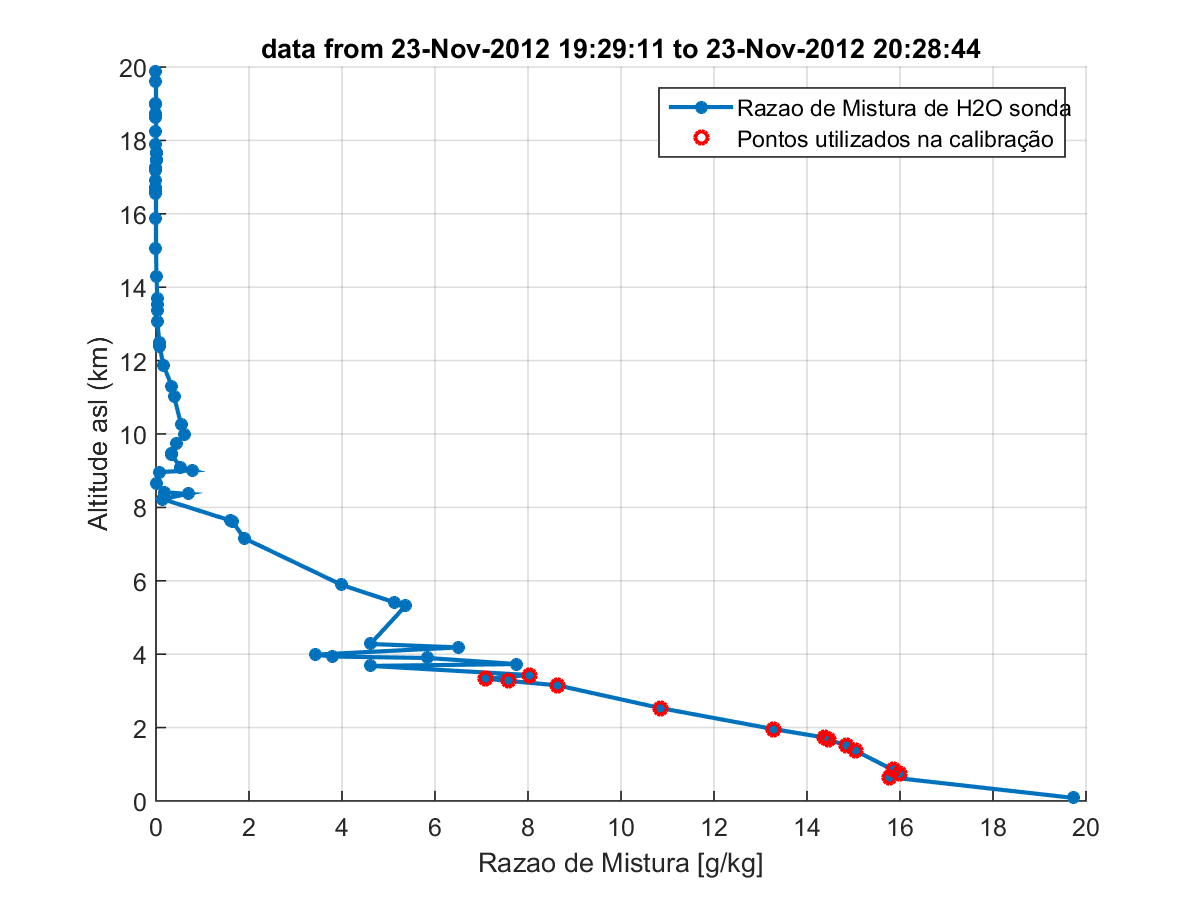 data from 23-Nov-2012 19:29:11 to 23-Nov-2012 20:28:44
Razao de Mistura de H2O sonda
Pontos utilizados na calibração
20
18
16
14
12
10
8
6
4
2
0
Altitude asl (km)
0 2 4 6 8 10 12 14 16 18 20
Razao de Mistura [g/kg]